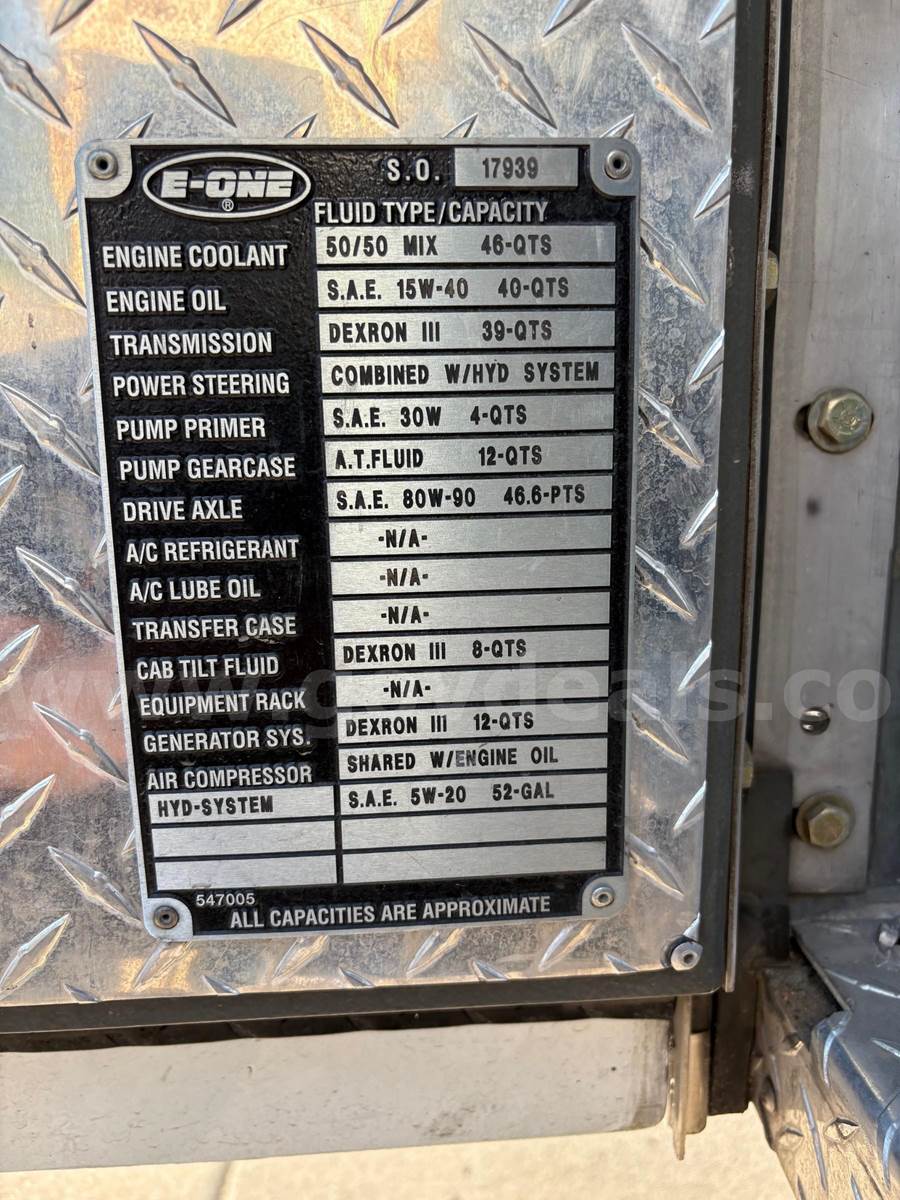 E-ONE ® S.O. 17939
FLUID TYPE/CAPACITY
ENGINE COOLANT 50/50 MIX 46-QTS
ENGINE OIL S.A.E. 15W-40 40-QTS
TRANSMISSION DEXRON III 39-QTS
POWER STEERING COMBINED W/HYD SYSTEM
PUMP PRIMER S.A.E. 30W 4-QTS
PUMP GEARCASE A.T.FLUID 12-QTS
DRIVE AXLE S.A.E. 80W-90 46.6-PTS
A/C REFRIGERANT -N/A-
A/C LUBE OIL -N/A-
TRANSFER CASE -N/A-
CAB TILT FLUID DEXRON III 8-QTS
EQUIPMENT RACK -N/A-
GENERATOR SYS. DEXRON III 12-QTS
AIR COMPRESSOR SHARED W/ENGINE OIL
HYD-SYSTEM S.A.E. 5W-20 52-GAL
547005
ALL CAPACITIES ARE APPROXIMATE
www.govdeals.co